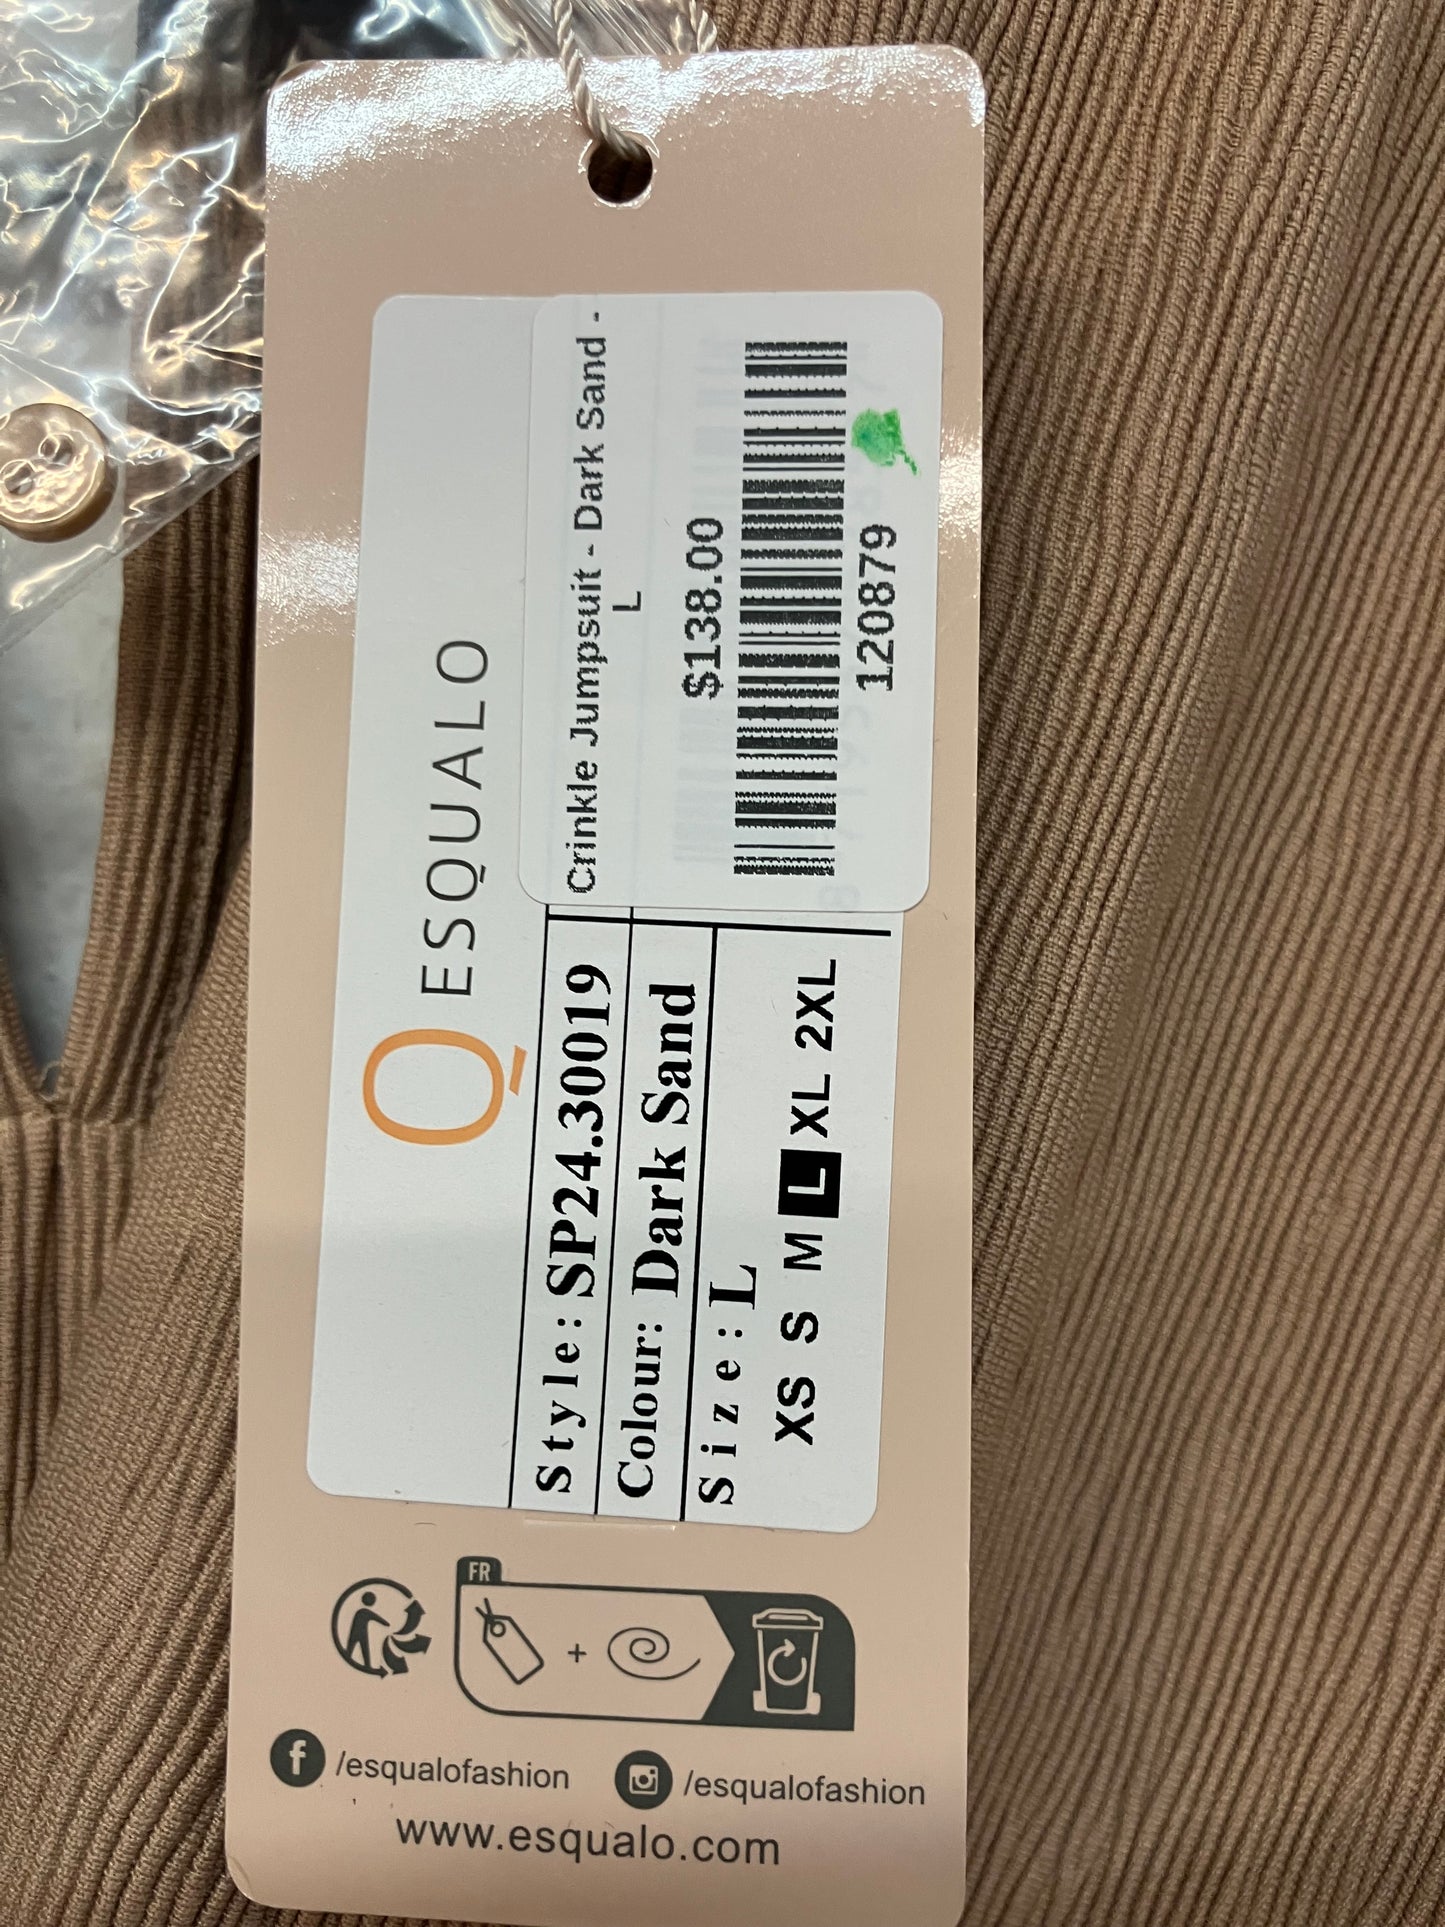 ESQUALO
Crinkle Jumpsuit - Dark Sand -
L
$138.00
120879
Style: SP24.30019
Colour: Dark Sand
Size: L
XS S M L XL 2XL
FR
+
/esqualofashion
/esqualofashion
www.esqualo.com